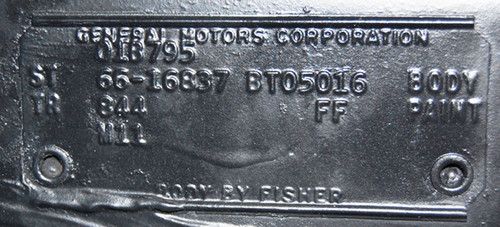 GENERAL MOTORS CORPORATION
01B795
ST 66-16837 BT05016 BODY
TR 844 FF PAINT
M11
BODY BY FISHER